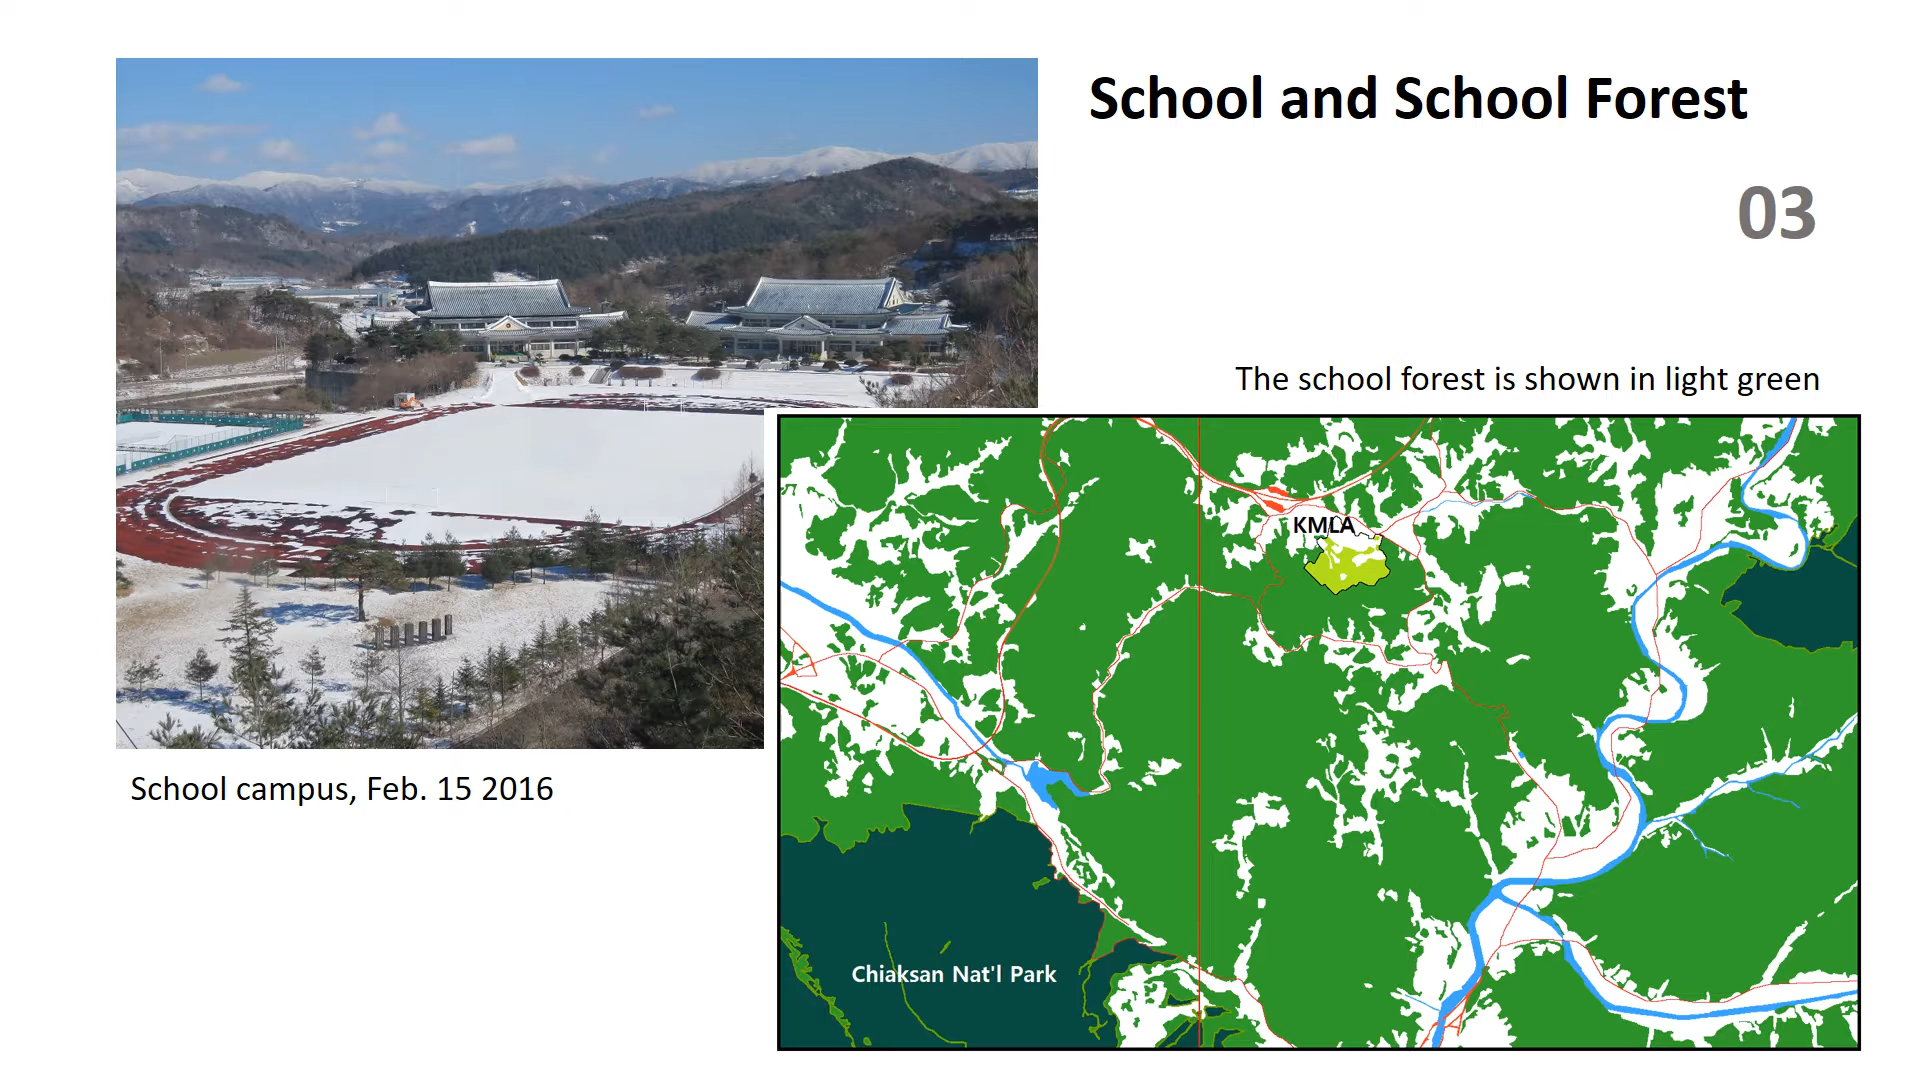 School and School Forest
03
The school forest is shown in light green
KMLA
Chiaksan Nat'l Park
School campus, Feb. 15 2016